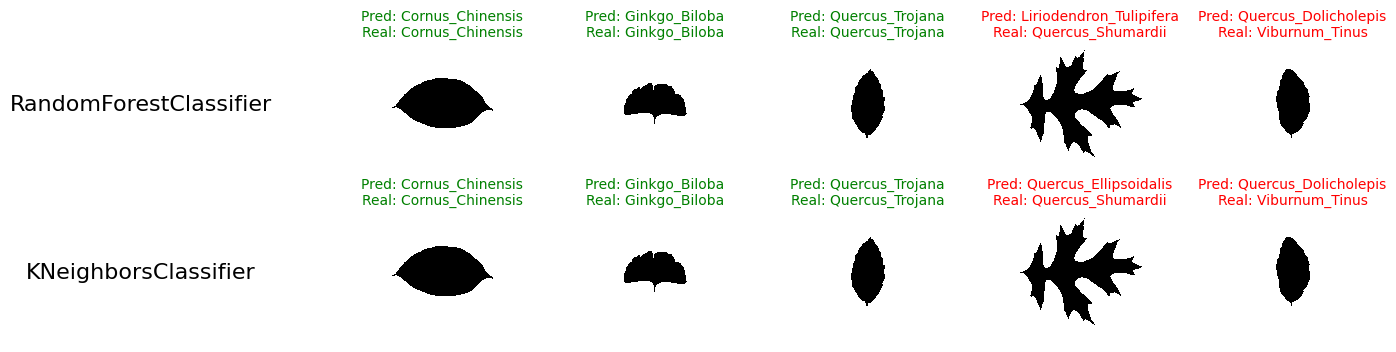 Pred: Cornus_Chinensis
Real: Cornus_Chinensis
Pred: Ginkgo_Biloba
Real: Ginkgo_Biloba
Pred: Quercus_Trojana
Real: Quercus_Trojana
Pred: Liriodendron_Tulipifera
Real: Quercus_Shumardii
Pred: Quercus_Dolicholepis
Real: Viburnum_Tinus
RandomForestClassifier
Pred: Cornus_Chinensis
Real: Cornus_Chinensis
Pred: Ginkgo_Biloba
Real: Ginkgo_Biloba
Pred: Quercus_Trojana
Real: Quercus_Trojana
Pred: Quercus_Ellipsoidalis
Real: Quercus_Shumardii
Pred: Quercus_Dolicholepis
Real: Viburnum_Tinus
KNeighborsClassifier